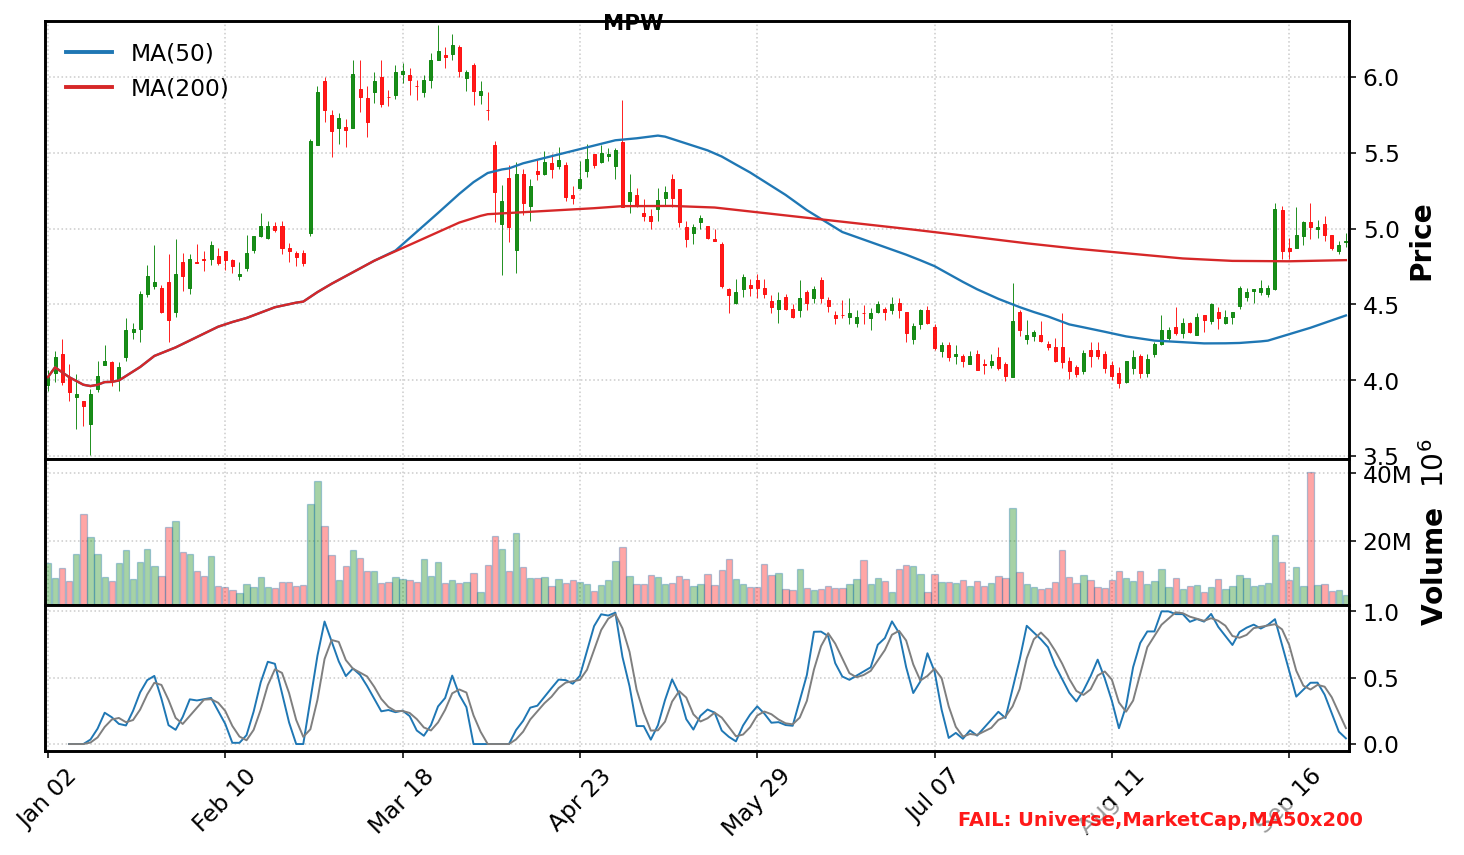 MPW
MA(50)
MA(200)
6.0
5.5
5.0
4.5
4.0
3.5
Price
40M
20M
Volume 10⁶
1.0
0.5
0.0
Jan 02
Feb 10
Mar 18
Apr 23
May 29
Jul 07
Aug 11
Sep 16
FAIL: Universe,MarketCap,MA50x200